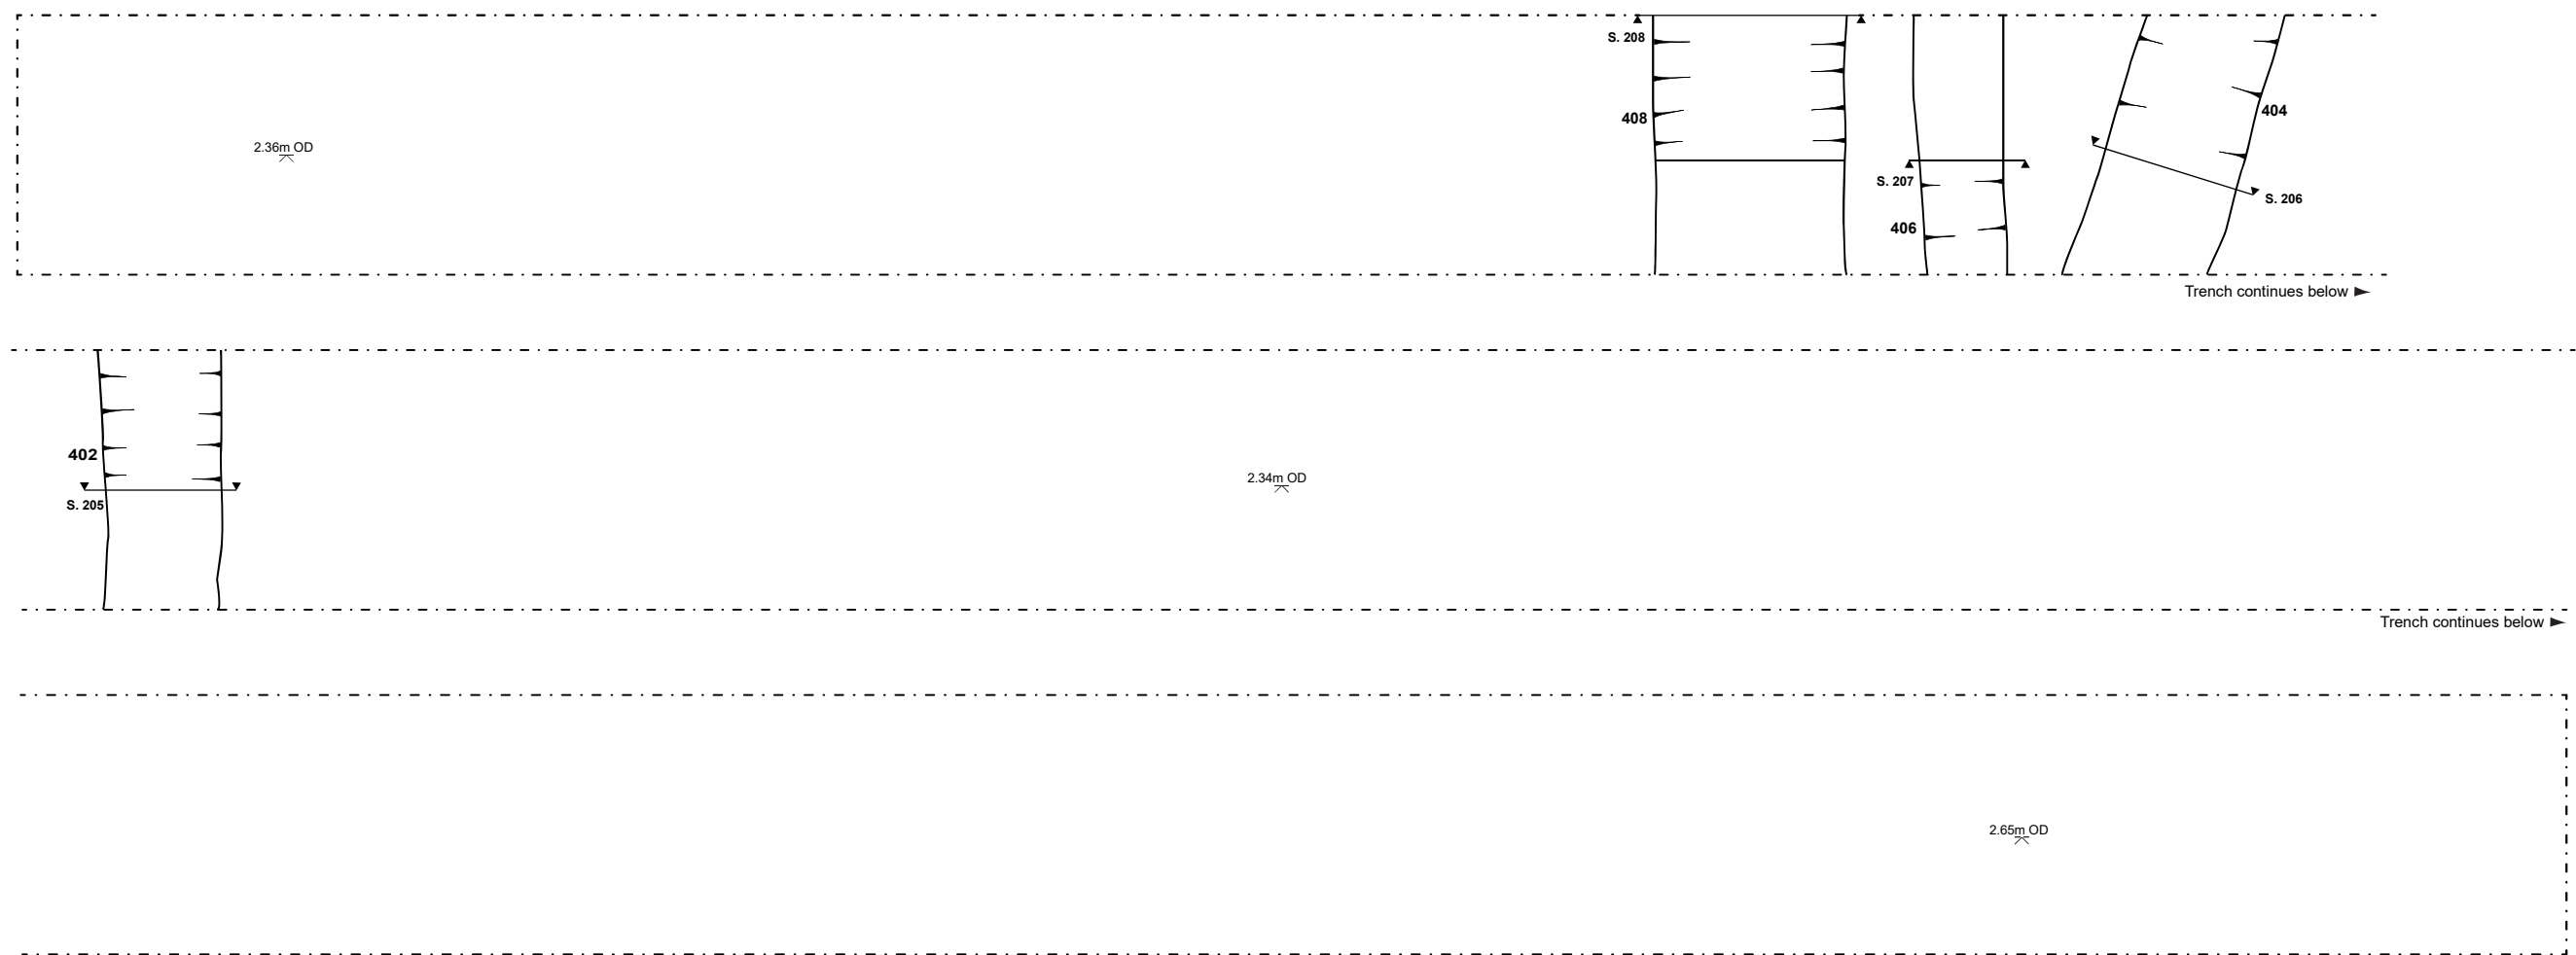 S. 208
408
2.36m OD
S. 207
406
404
S. 206
Trench continues below
402
S. 205
2.34m OD
Trench continues below
2.65m OD